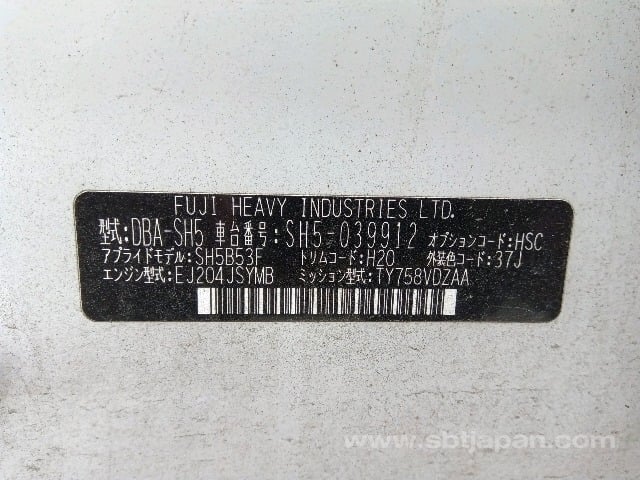 FUJI HEAVY INDUSTRIES LTD.
型式:DBA-SH5 車台番号:SH5-039912 オプションコード:HSC
アプライドモデル:SH5B53F トリムコード:H20 外装色コード:37J
エンジン型式:EJ204JSYMB ミッション型式:TY758VDZAA
www.sbtjapan.com